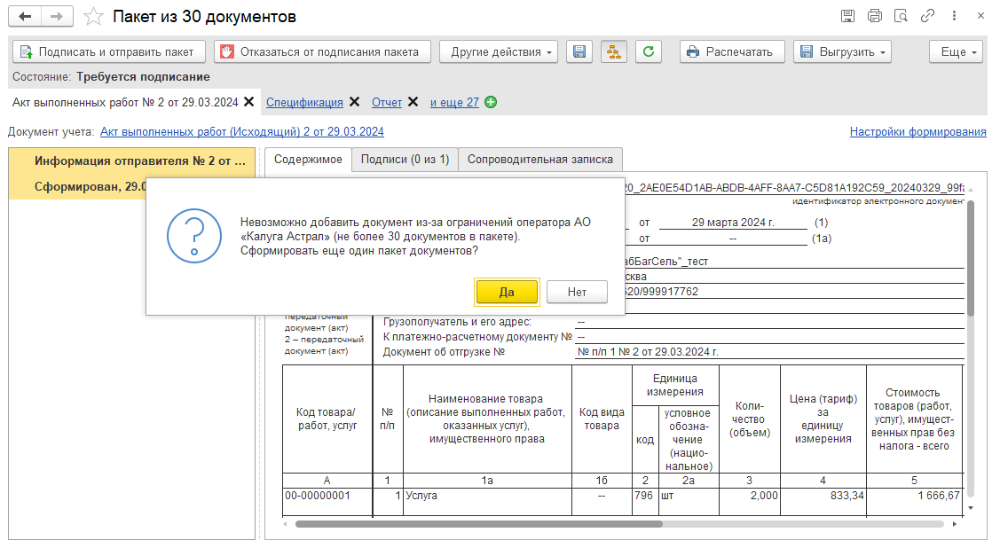 Пакет из 30 документов
Подписать и отправить пакет
Отказаться от подписания пакета
Другие действия
Распечатать
Выгрузить
Еще
Состояние: Требуется подписание
Акт выполненных работ № 2 от 29.03.2024
Спецификация
Отчет
и еще 27
Документ учета: Акт выполненных работ (Исходящий) 2 от 29.03.2024
Настройки формирования
Информация отправителя № 2 от ...
Сформирован, 29.0
Содержимое
Подписи (0 из 1)
Сопроводительная записка
20_2AE0E54D1AB-ABDB-4AFF-8AA7-C5D81A192C59_20240329_99fa
идентификатор электронного докумен
от 29 марта 2024 г. (1)
от -- (1а)
абБагСель"_тест
сква
620/999917762
Невозможно добавить документ из-за ограничений оператора АО
«Калуга Астрал» (не более 30 документов в пакете).
Сформировать еще один пакет документов?
Да
Нет
передаточный
документ (акт)
2 – передаточный
документ (акт)
Грузополучатель и его адрес: --
К платежно-расчетному документу № --
Документ об отгрузке № № п/п 1 № 2 от 29.03.2024 г.
Код товара/
работ, услуг
№
п/п
Наименование товара
(описание выполненных работ,
оказанных услуг),
имущественного права
Код вида
товара
Единица
измерения
код
условное
обозна-
чение
(нацио-
нальное)
Коли-
чество
(объем)
Цена (тариф)
за
единицу
измерения
Стоимость
товаров (работ,
услуг), имущест-
венных прав без
налога - всего
А 1 1а 1б 2 2а 3 4 5
00-00000001 1 Услуга -- 796 шт 2,000 833,34 1 666,67